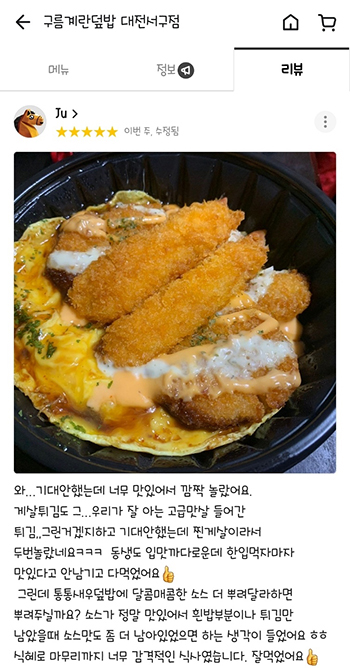 구름계란덮밥 대전서구점
메뉴 정보 리뷰
Ju >
★★★★★ 이번 주, 수정됨
와...기대안했는데 너무 맛있어서 깜짝 놀랐어요.
게살튀김도 그...우리가 잘 아는 고급맛살 들어간
튀김,,그런거겠지하고 기대안했는데 찐게살이라서
두번놀랐네요ㅋㅋㅋ 동생도 입맛까다로운데 한입먹자마자
맛있다고 안남기고 다먹었어요👍
그런데 통통새우덮밥에 달콤매콤한 소스 더 뿌려달라하면
뿌려주실까요? 소스가 정말 맛있어서 흰밥부분이나 튀김만
남았을때 소스맛도 좀 더 남아있었으면 하는 생각이 들었어요 ㅎㅎ
식혜로 마무리까지 너무 감격적인 식사였습니다. 잘먹었어요👍